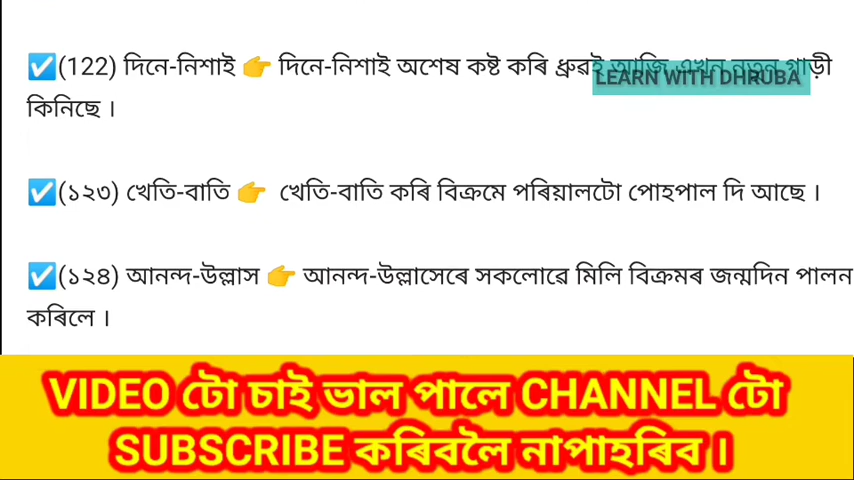 ☑(122) দিনে-নিশাই 👉 দিনে-নিশাই অশেষ কষ্ট কৰি ধ্ৰুৱই আজি এখন নতুন গাড়ী
LEARN WITH DHRUBA
কিনিছে ।
☑(১২৩) খেতি-বাতি 👉 খেতি-বাতি কৰি বিক্ৰমে পৰিয়ালটো পোহপাল দি আছে ।
☑(১২৪) আনন্দ-উল্লাস 👉 আনন্দ-উল্লাসেৰে সকলোৱে মিলি বিক্ৰমৰ জন্মদিন পালন
কৰিলে ।
VIDEO টো চাই ভাল পালে CHANNEL টো
SUBSCRIBE কৰিবলৈ নাপাহৰিব ।